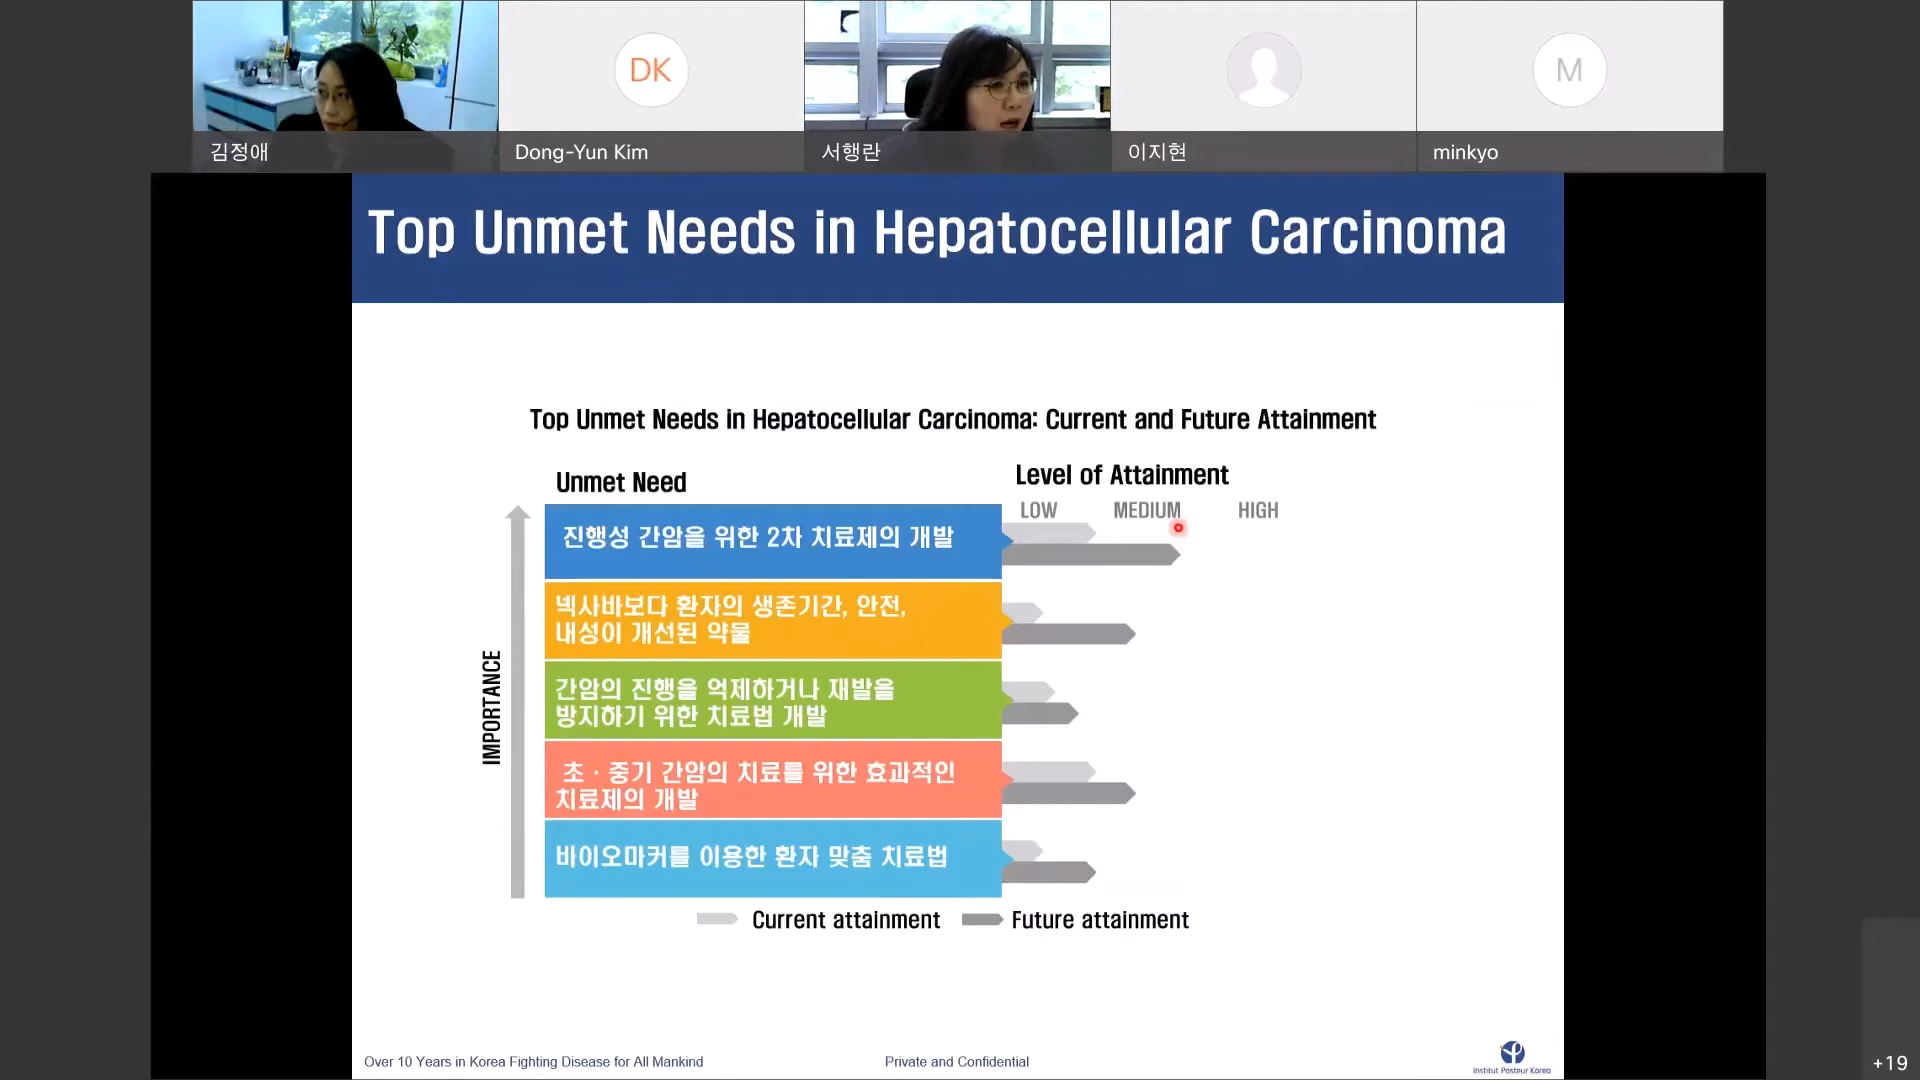 김정애
DK
Dong-Yun Kim
서행란
이지현
M
minkyo
Top Unmet Needs in Hepatocellular Carcinoma
Top Unmet Needs in Hepatocellular Carcinoma: Current and Future Attainment
Unmet Need
Level of Attainment
LOW
MEDIUM
HIGH
IMPORTANCE
진행성 간암을 위한 2차 치료제의 개발
넥사바보다 환자의 생존기간, 안전,
내성이 개선된 약물
간암의 진행을 억제하거나 재발을
방지하기 위한 치료법 개발
초 · 중기 간암의 치료를 위한 효과적인
치료제의 개발
바이오마커를 이용한 환자 맞춤 치료법
Current attainment
Future attainment
Over 10 Years in Korea Fighting Disease for All Mankind
Private and Confidential
Institut Pasteur Korea
+19